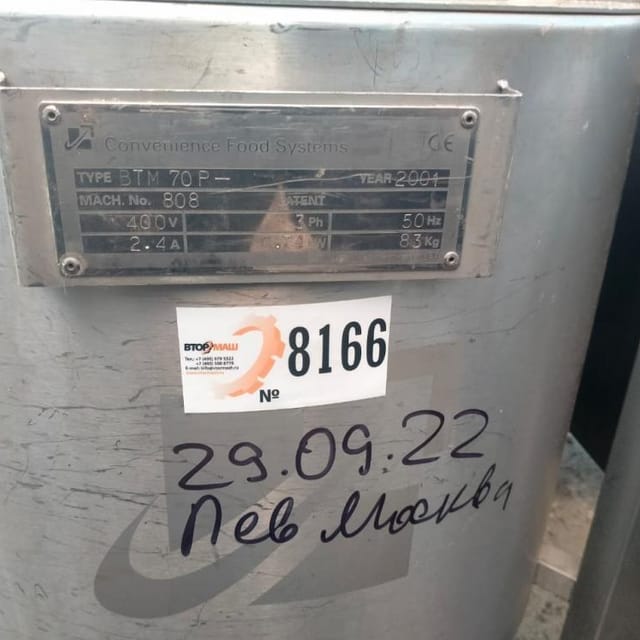 Convenience Food Systems CE
TYPE BTM 70P- YEAR 2001
MACH. No. 808 PATENT
400V 3 Ph 50 Hz
2.4A 83 Kg
ВТОРМАШ
8166
№
29.09.22
Лев Москва